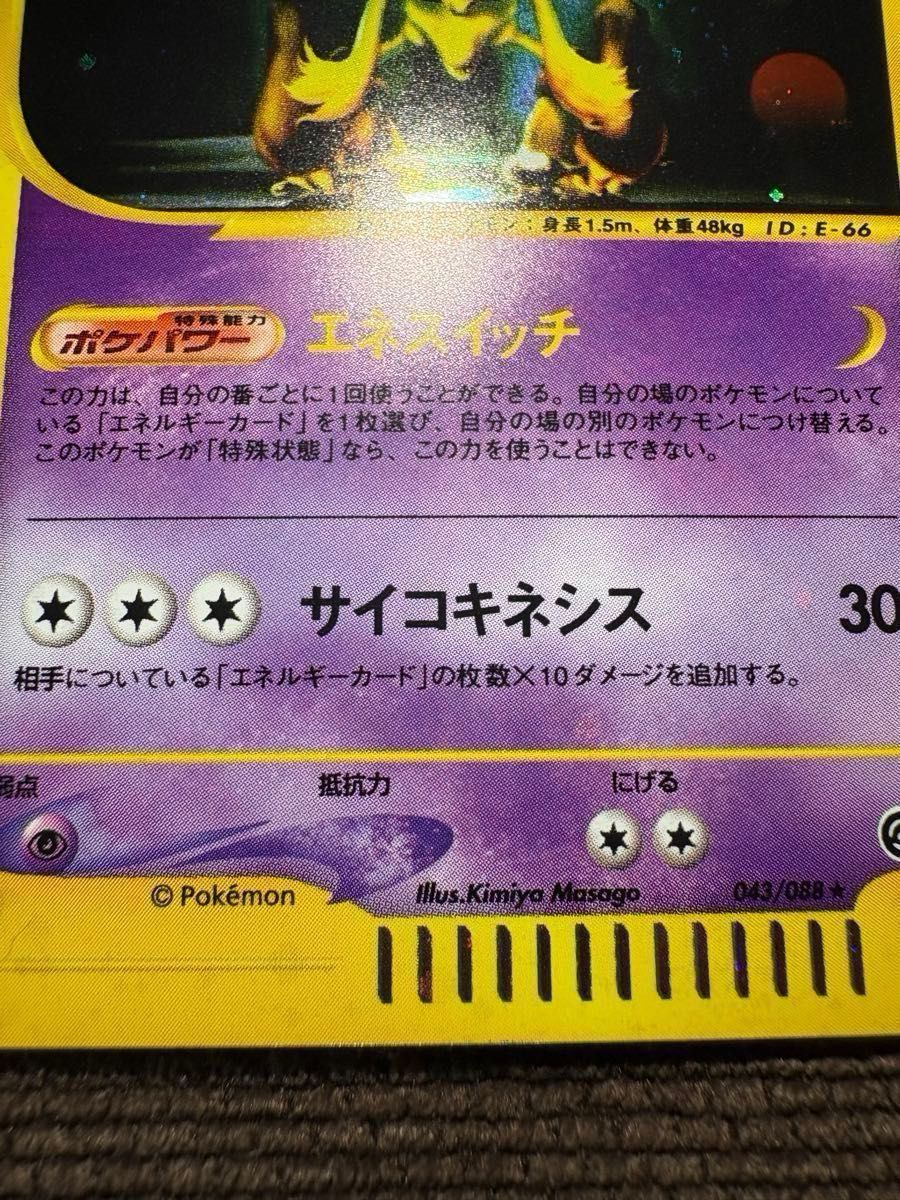 モン：身長1.5m、体重48kg ID：E-66
特殊能力
ポケパワー エネスイッチ
この力は、自分の番ごとに1回使うことができる。自分の場のポケモンについて
いる「エネルギーカード」を1枚選び、自分の場の別のポケモンにつけ替える。
このポケモンが「特殊状態」なら、この力を使うことはできない。
サイコキネシス 30
相手についている「エネルギーカード」の枚数×10ダメージを追加する。
弱点 抵抗力 にげる
© Pokémon Illus.Kimiya Masago 043/088★